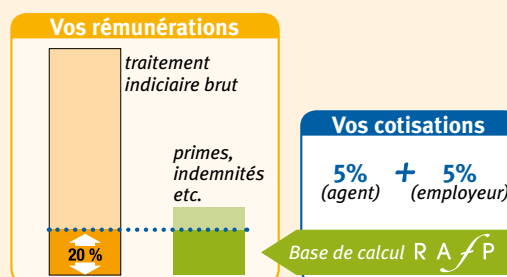 Vos rémunérations
traitement
indiciaire brut
primes,
indemnités
etc.
20 %
Vos cotisations
5% + 5%
(agent) (employeur)
Base de calcul RAfP